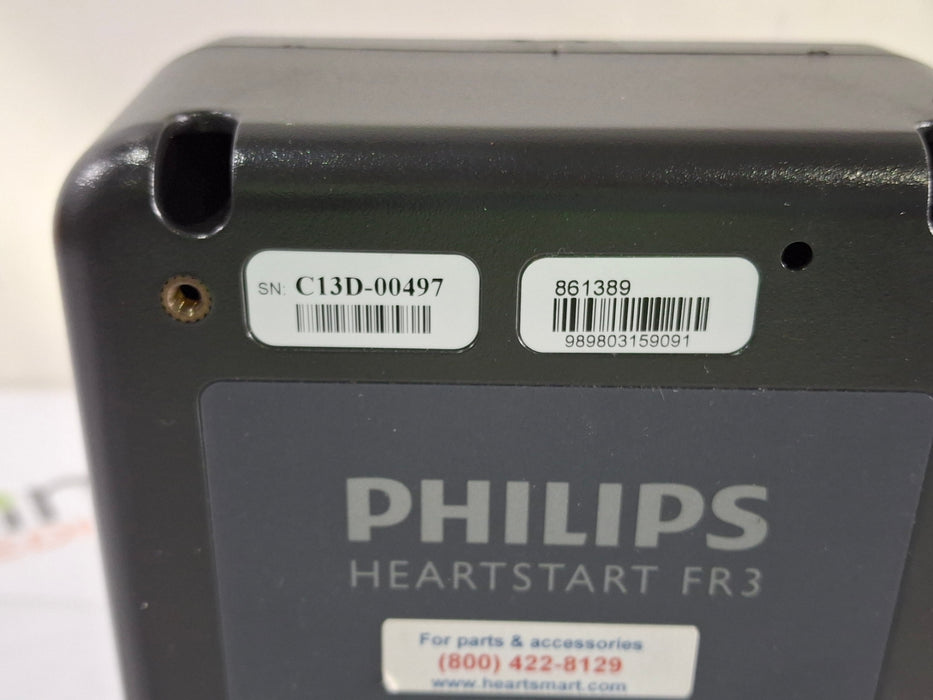 SN: C13D-00497
861389
989803159091
PHILIPS
HEARTSTART FR3
For parts & accessories
(800) 422-8129
www.heartsmart.com